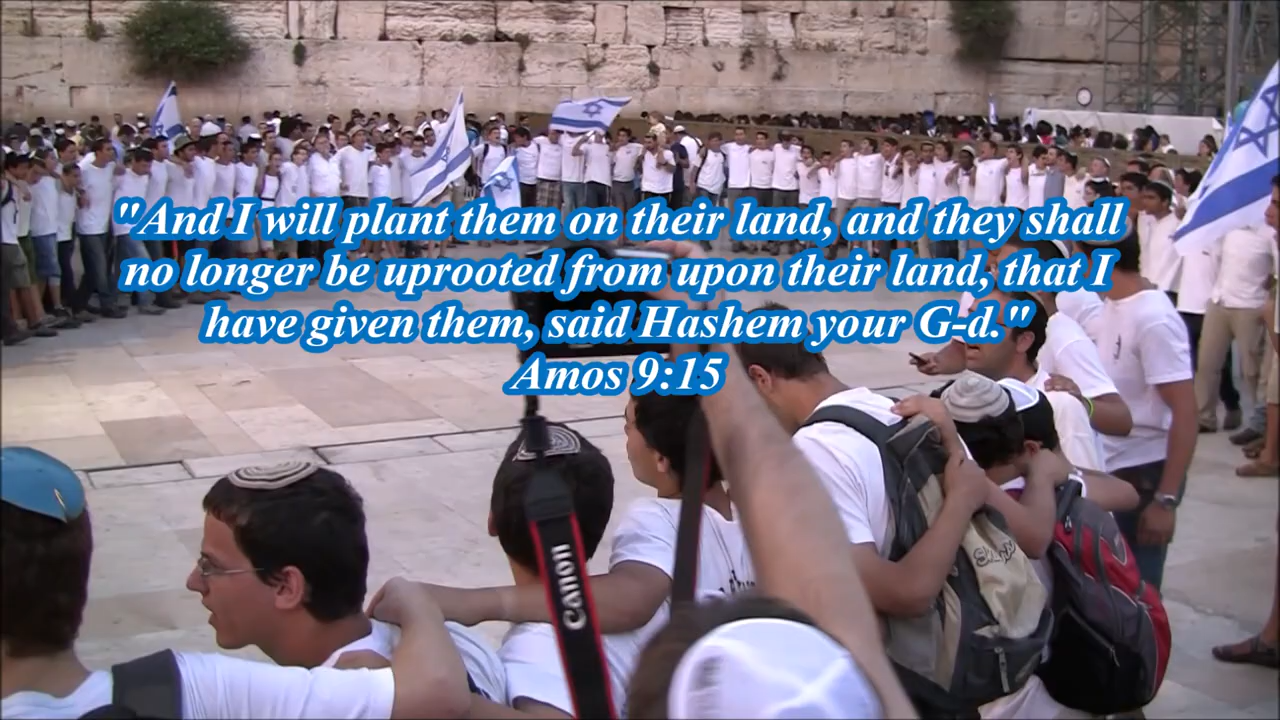 "And I will plant them on their land, and they shall
no longer be uprooted from upon their land, that I
have given them, said Hashem your G-d."
Amos 9:15
Canon